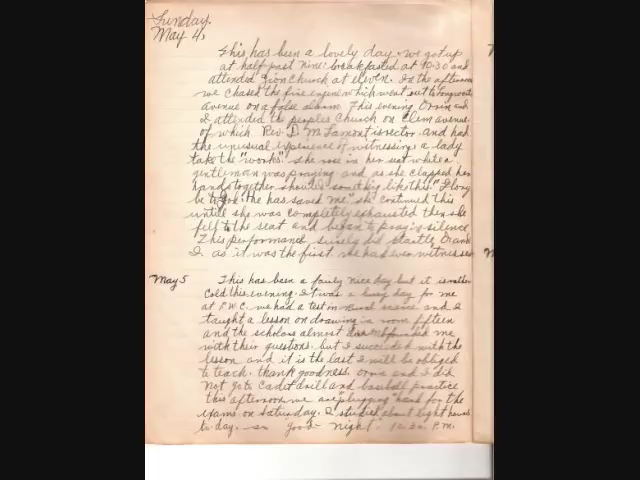 Sunday.
May 4,
This has been a lovely day. we got up
at half past nine: breakfasted at 10:30 and
attended Zion Church at eleven. In the afternoon
we chased the fire engine which went out to
avenue on a false alarm. This evening Orrin and
I attended the peoples Church on Elm avenue
of which Rev. D. M. Lamont is rector. and had
the unusual experience of witnessing a lady
take the "works". She rose in her seat while a
gentleman was praying and as she clapped her
hands together shouted something like this: "Glory
be to God! He has saved me" she continued this
until she was completely exhausted then she
fell to the seat and began to pray in silence
This performance surely did startle Orrin and
I as it was the first we had ever witnessed
May 5
This has been a fairly nice day but it is rather
cold this evening. It was a busy day for me
at P.W.C. we had a test in science and I
taught a lesson on drawing in room fifteen
and the scholars almost me
with their questions. but I succeeded with the
lesson and it is the last I will be obliged
to teach. thank goodness. Orrin and I did
not go to Cadet drill and baseball practice
this afternoon we are "plugging" hard for the
exams on Saturday. I studied about eight hours
to-day. so good-night. 10:30 P.M.